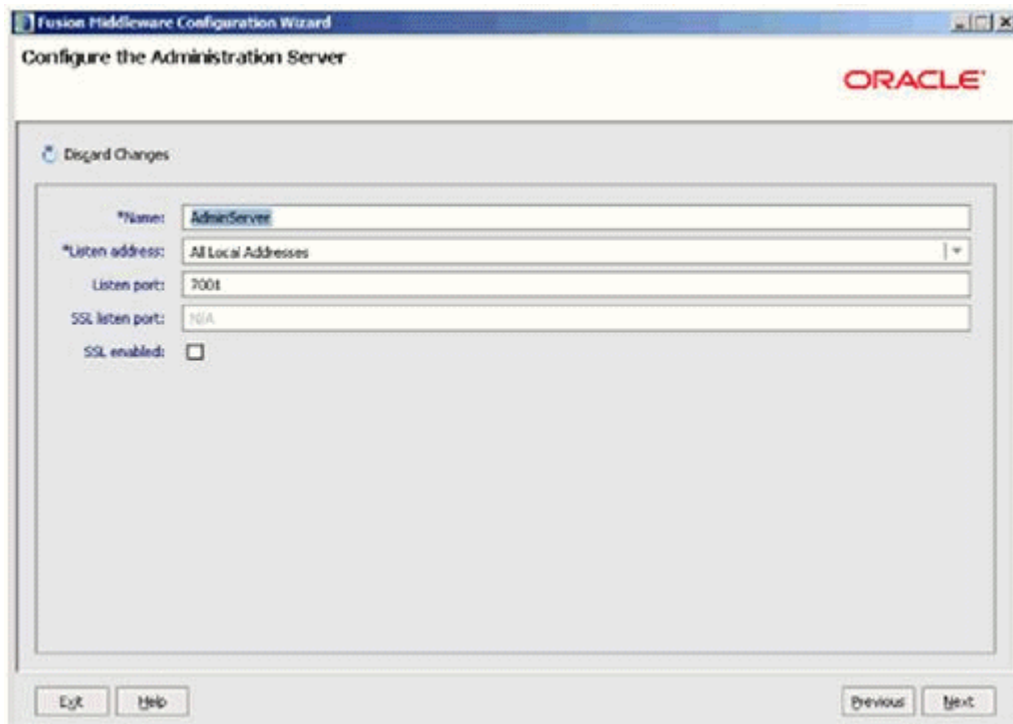 Fusion Middleware Configuration Wizard
Configure the Administration Server
ORACLE
Discard Changes
*Name: AdminServer
*Listen address: All Local Addresses
Listen port: 7001
SSL listen port: N/A
SSL enabled:
Exit Help Previous Next